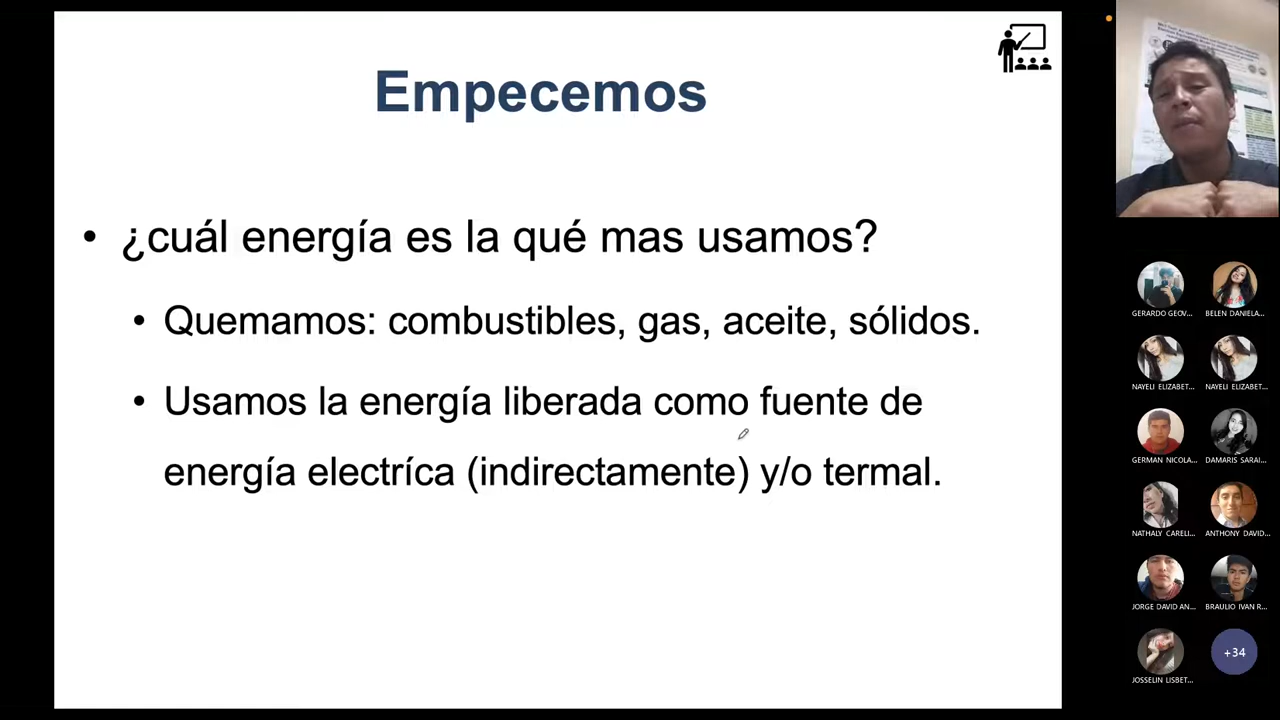 Empecemos
• ¿cuál energía es la qué mas usamos?
• Quemamos: combustibles, gas, aceite, sólidos.
• Usamos la energía liberada como fuente de
energía electríca (indirectamente) y/o termal.
GERARDO GEOV...
BELEN DANIELA...
NAYELI ELIZABET...
NAYELI ELIZABET...
GERMAN NICOLA...
DAMARIS SARAI...
NATHALY CARELI...
ANTHONY DAVID...
JORGE DAVID AN...
BRAULIO IVAN R...
JOSSELIN LISBET...
+34